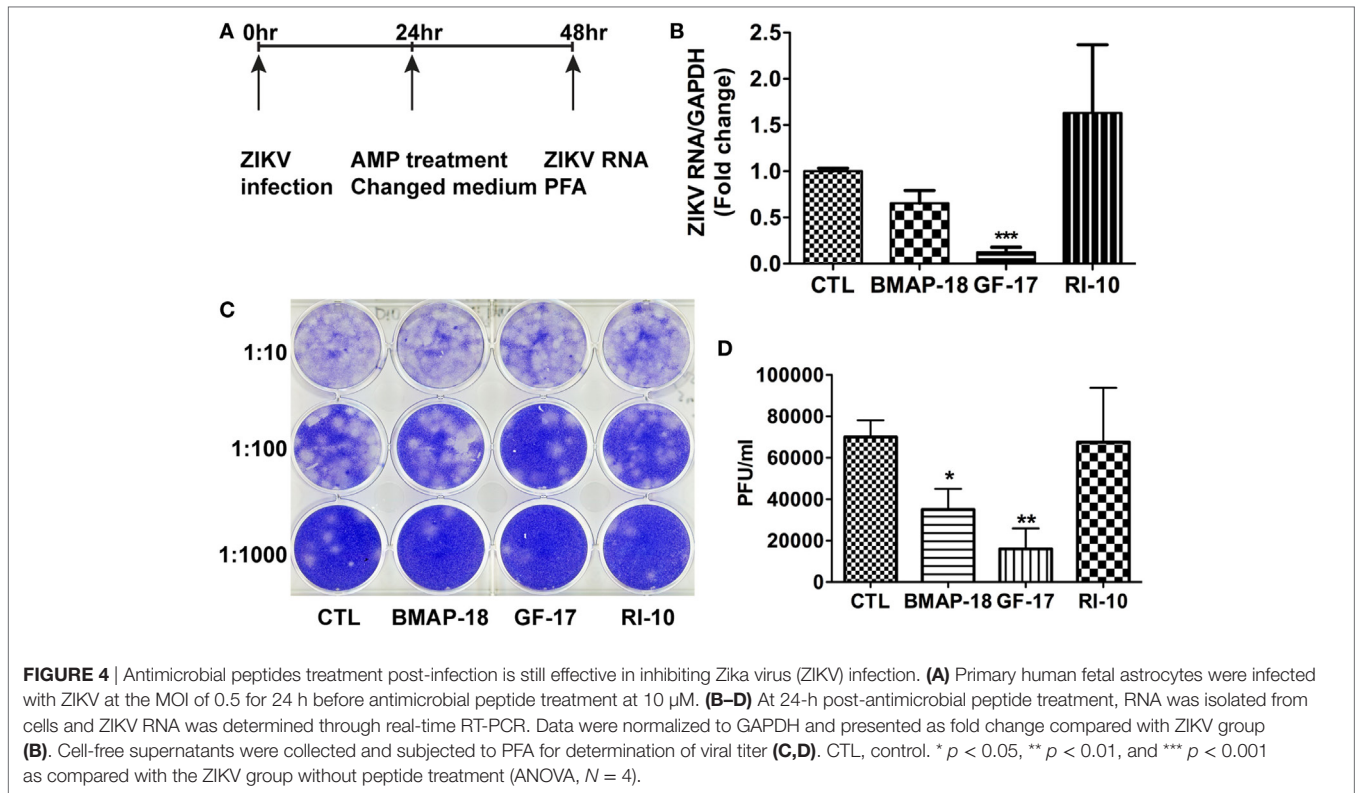 A 0hr 24hr 48hr
ZIKV AMP treatment ZIKV RNA
infection Changed medium PFA
B
ZIKV RNA/GAPDH
(Fold change)
2.5
2.0
1.5
1.0
0.5
0.0
***
CTL BMAP-18 GF-17 RI-10
C
1:10
1:100
1:1000
CTL BMAP-18 GF-17 RI-10
D
PFU/ml
100000
80000
60000
40000
20000
0
*
**
CTL BMAP-18 GF-17 RI-10
FIGURE 4 | Antimicrobial peptides treatment post-infection is still effective in inhibiting Zika virus (ZIKV) infection. (A) Primary human fetal astrocytes were infected
with ZIKV at the MOI of 0.5 for 24 h before antimicrobial peptide treatment at 10 µM. (B–D) At 24-h post-antimicrobial peptide treatment, RNA was isolated from
cells and ZIKV RNA was determined through real-time RT-PCR. Data were normalized to GAPDH and presented as fold change compared with ZIKV group
(B). Cell-free supernatants were collected and subjected to PFA for determination of viral titer (C,D). CTL, control. * p < 0.05, ** p < 0.01, and *** p < 0.001
as compared with the ZIKV group without peptide treatment (ANOVA, N = 4).